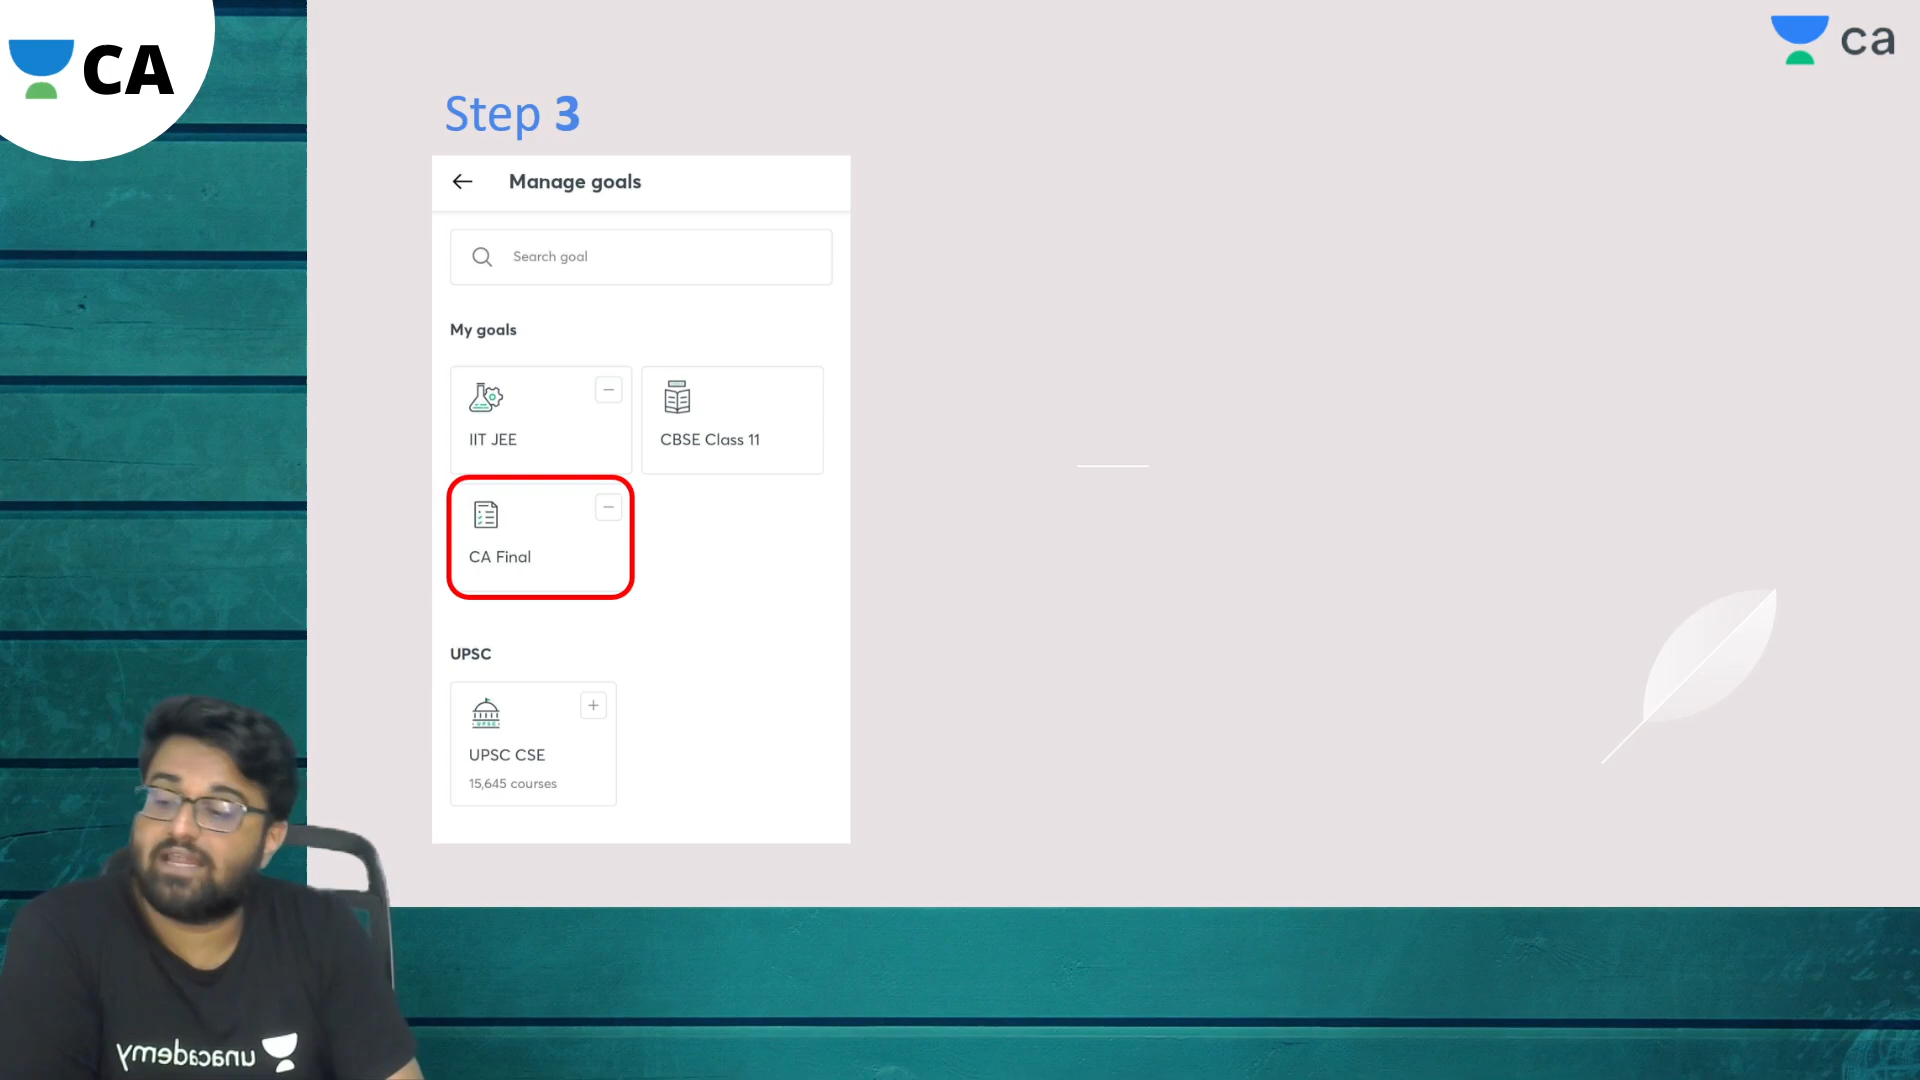 CA
ca
Step 3
Manage goals
Search goal
My goals
IIT JEE
CBSE Class 11
CA Final
UPSC
UPSC
UPSC CSE
15,645 courses
unacademy